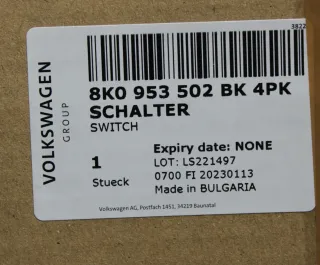 3822
VOLKSWAGEN
GROUP
8K0 953 502 BK 4PK
SCHALTER
SWITCH
1
Stueck
Expiry date: NONE
LOT: LS221497
0700 FI 20230113
Made in BULGARIA
Volkswagen AG, Postfach 1451, 34219 Baunatal